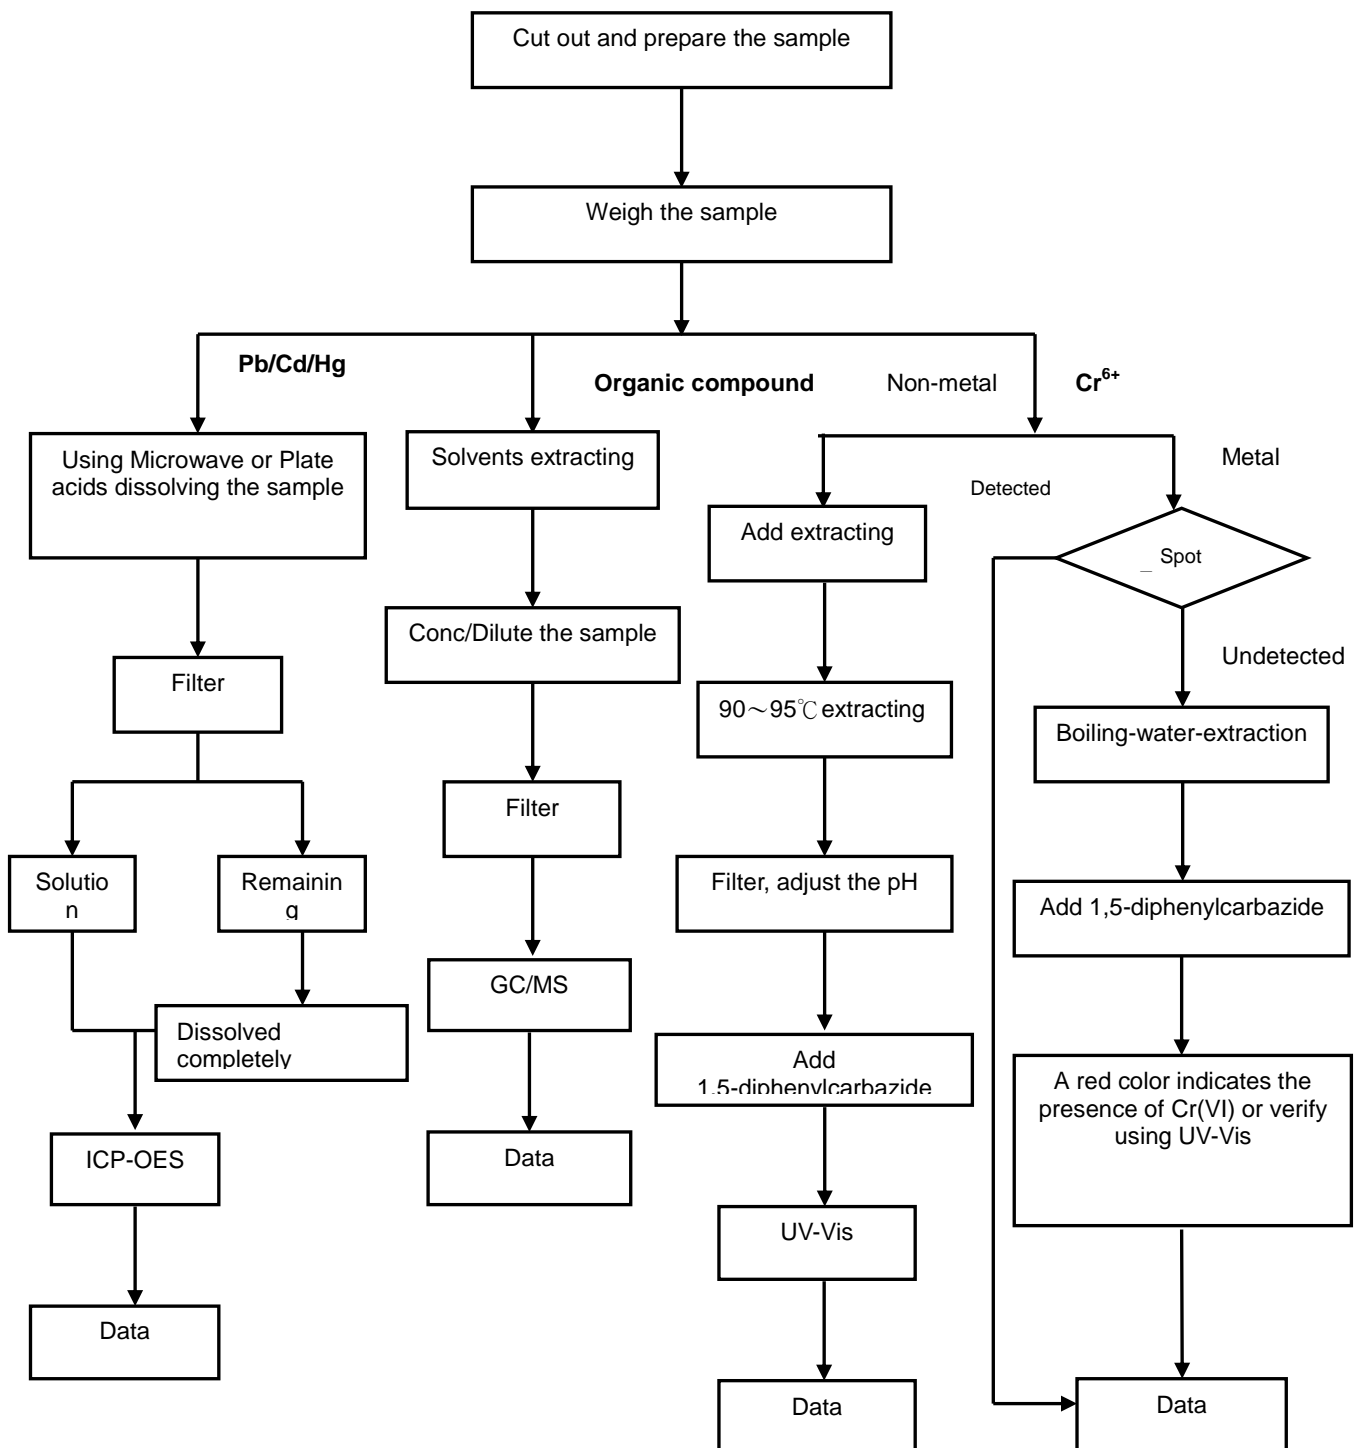 Cut out and prepare the sample
Weigh the sample
Pb/Cd/Hg
Organic compound
Non-metal
Cr6+
Using Microwave or Plate
acids dissolving the sample
Solvents extracting
Metal
Detected
Add extracting
_ Spot
Conc/Dilute the sample
Undetected
Filter
90～95℃ extracting
Boiling-water-extraction
Filter
Solutio
n
Remainin
g
Filter, adjust the pH
Add 1,5-diphenylcarbazide
GC/MS
Dissolved
completely
Add
1,5-diphenylcarbazide
A red color indicates the
presence of Cr(VI) or verify
using UV-Vis
ICP-OES
Data
UV-Vis
Data
Data
Data